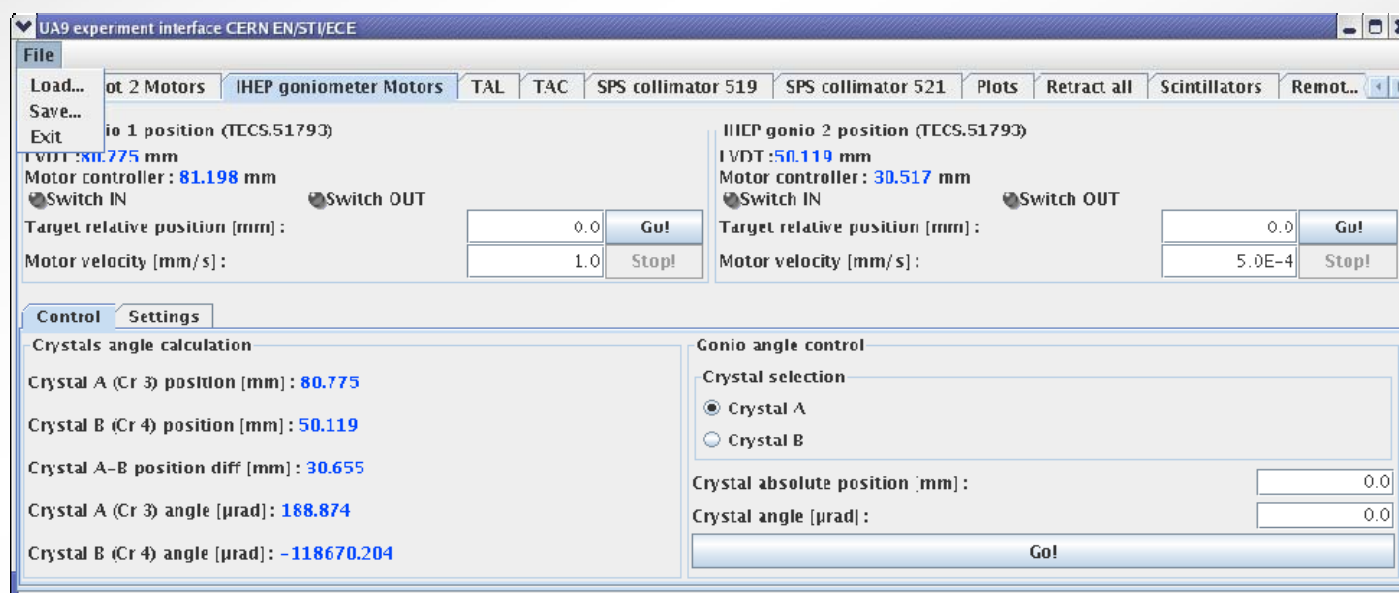 UA9 experiment interface CERN EN/STI/ECE
File
Load...
Save...
Exit
ot 2 Motors IHEP goniometer Motors TAL TAC SPS collimator 519 SPS collimator 521 Plots Retract all Scintillators Remot...
io 1 position (TECS.51793)
LVDT :80.775 mm
Motor controller : 81.198 mm
Switch IN Switch OUT
Target relative position [mm] : 0.0 Go!
Motor velocity [mm/s] : 1.0 Stop!
IHEP gonio 2 position (TECS.51793)
LVDT :50.119 mm
Motor controller : 30.517 mm
Switch IN Switch OUT
Target relative position [mm] : 0.0 Go!
Motor velocity [mm/s] : 5.0E-4 Stop!
Control Settings
Crystals angle calculation
Crystal A (Cr 3) position [mm] : 80.775
Crystal B (Cr 4) position [mm] : 50.119
Crystal A-B position diff [mm] : 30.655
Crystal A (Cr 3) angle [µrad] : 188.874
Crystal B (Cr 4) angle [µrad] : -118670.204
Gonio angle control
Crystal selection
Crystal A
Crystal B
Crystal absolute position [mm] : 0.0
Crystal angle [µrad] : 0.0
Go!